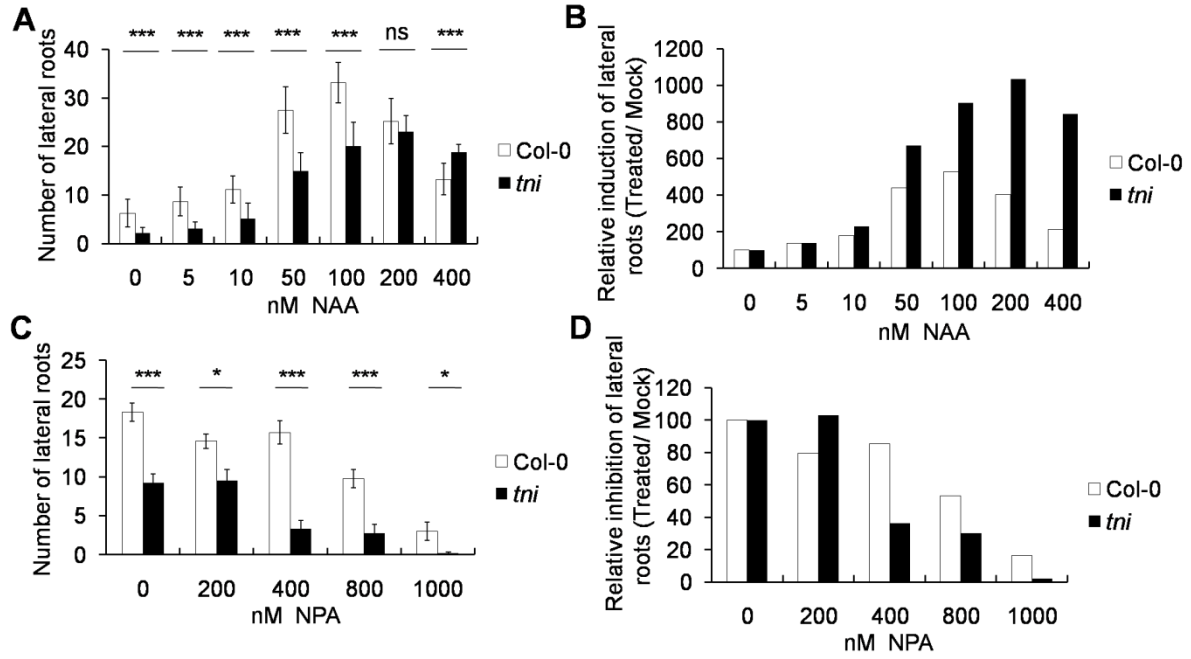 A
*** *** *** *** *** ns ***
Number of lateral roots
40
30
20
10
0
0 5 10 50 100 200 400
nM NAA
Col-0
tni
B
Relative induction of lateral
roots (Treated/ Mock)
1200
1000
800
600
400
200
0
0 5 10 50 100 200 400
nM NAA
Col-0
tni
C
*** * *** *** *
Number of lateral roots
25
20
15
10
5
0
0 200 400 800 1000
nM NPA
Col-0
tni
D
Relative inhibition of lateral
roots (Treated/ Mock)
120
100
80
60
40
20
0
0 200 400 800 1000
nM NPA
Col-0
tni